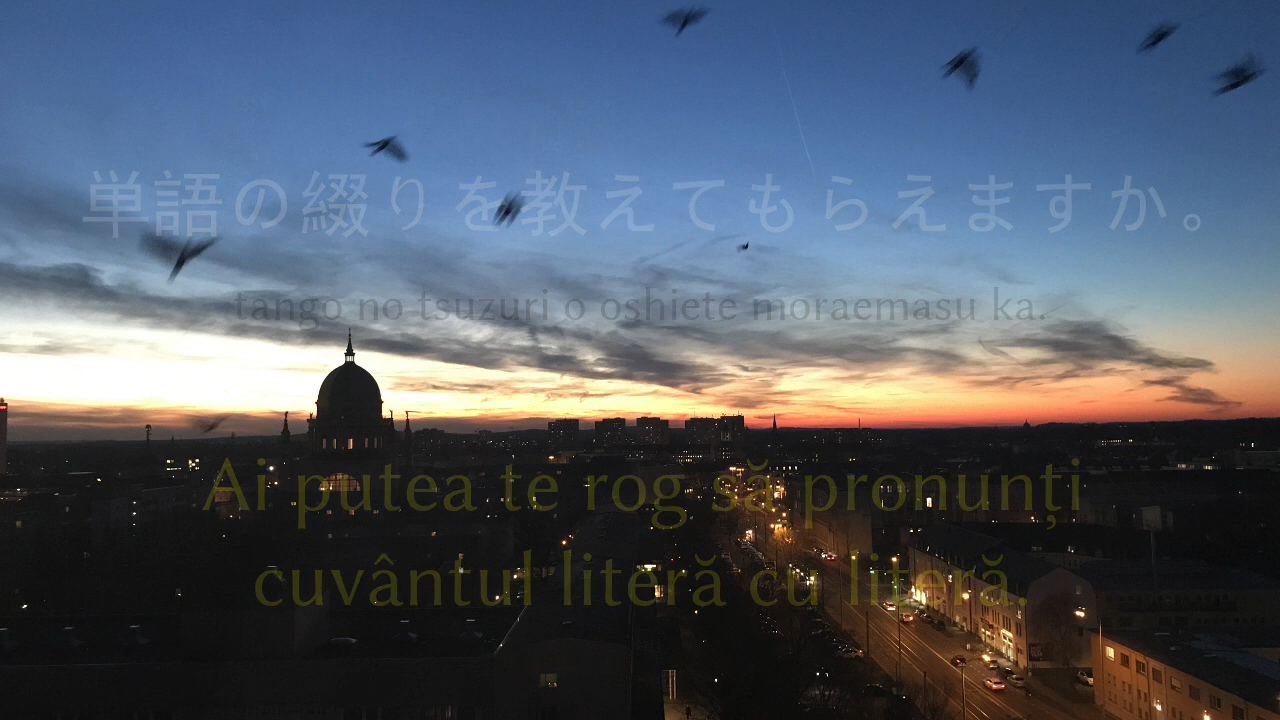 単語の綴りを教えてもらえますか。
tango no tsuzuri o oshiete moraemasu ka.
Ai putea te rog să pronunți
cuvântul literă cu literă.